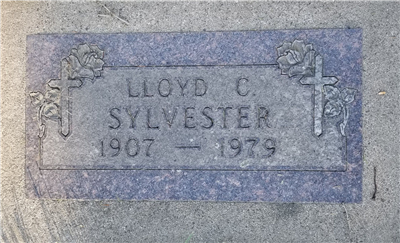 LLOYD C.
SYLVESTER
1907 — 1979